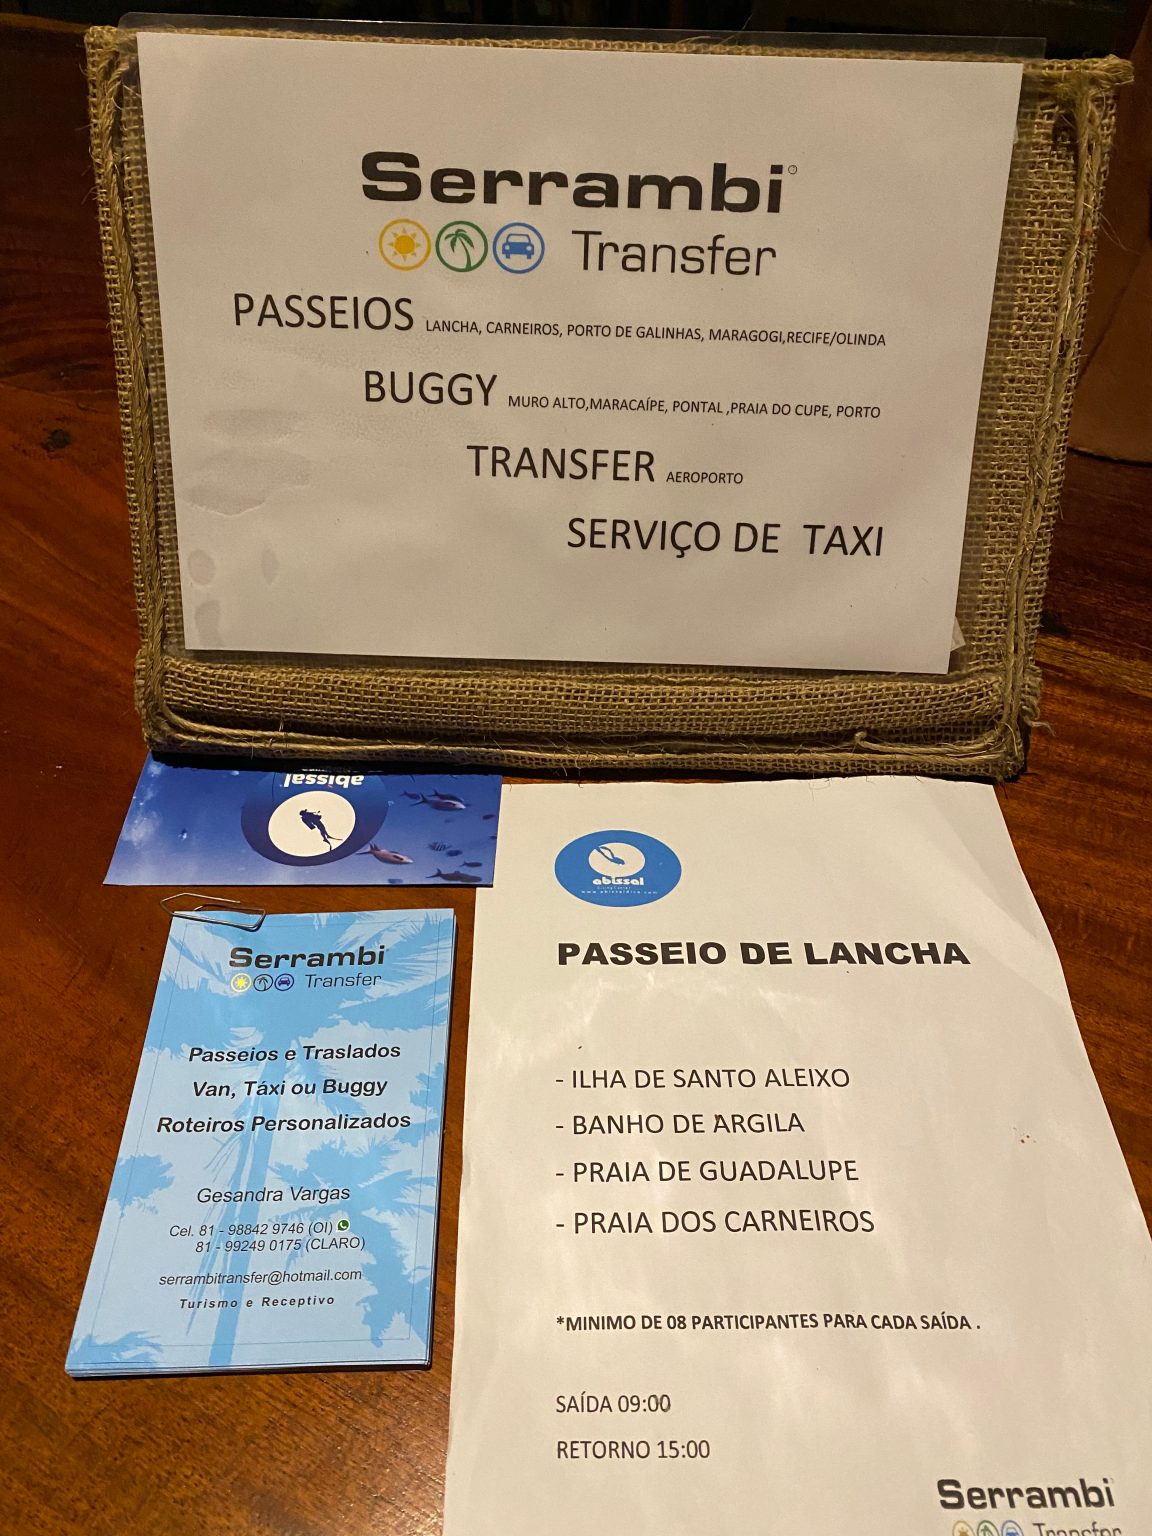 Serrambi
Transfer
PASSEIOS LANCHA, CARNEIROS, PORTO DE GALINHAS, MARAGOGI,RECIFE/OLINDA
BUGGY MURO ALTO,MARACAÍPE, PONTAL ,PRAIA DO CUPE, PORTO
TRANSFER AEROPORTO
SERVIÇO DE TAXI
abissal
Serrambi
Transfer
Passeios e Traslados
Van, Táxi ou Buggy
Roteiros Personalizados
Gesandra Vargas
Cel. 81 - 98842 9746 (OI)
81 - 99249 0175 (CLARO)
serrambitransfer@hotmail.com
Turismo e Receptivo
abissal
PASSEIO DE LANCHA
- ILHA DE SANTO ALEIXO
- BANHO DE ARGILA
- PRAIA DE GUADALUPE
- PRAIA DOS CARNEIROS
*MINIMO DE 08 PARTICIPANTES PARA CADA SAÍDA .
SAÍDA 09:00
RETORNO 15:00
Serrambi
Transfer